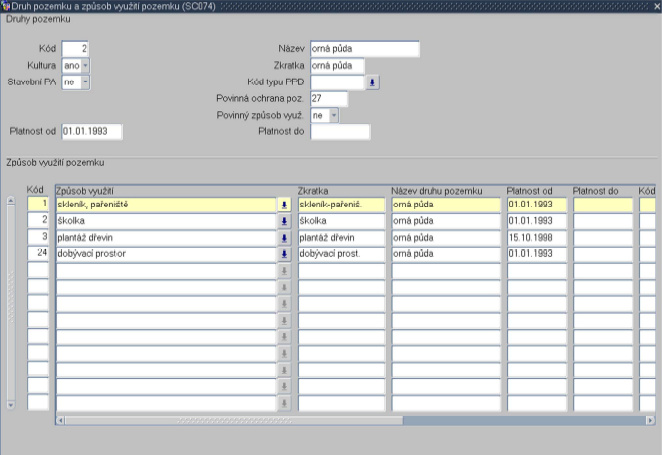 Druh pozemku a způsob využití pozemku (SC074)
Druhy pozemku
Kód 2 Název orná půda
Kultura ano Zkratka orná půda
Stavební PA ne Kód typu PPD
Povinná ochrana poz. 27
Povinný způsob využ. ne
Platnost od 01.01.1993 Platnost do
Způsob využití pozemku
Kód Způsob využití Zkratka Název druhu pozemku Platnost od Platnost do Kód
1 skleník, pařeniště skleník-pařeniš. orná půda 01.01.1993
2 školka školka orná půda 01.01.1993
3 plantáž dřevin plantáž dřevin orná půda 15.10.1998
24 dobývací prostor dobývací prost. orná půda 01.01.1993